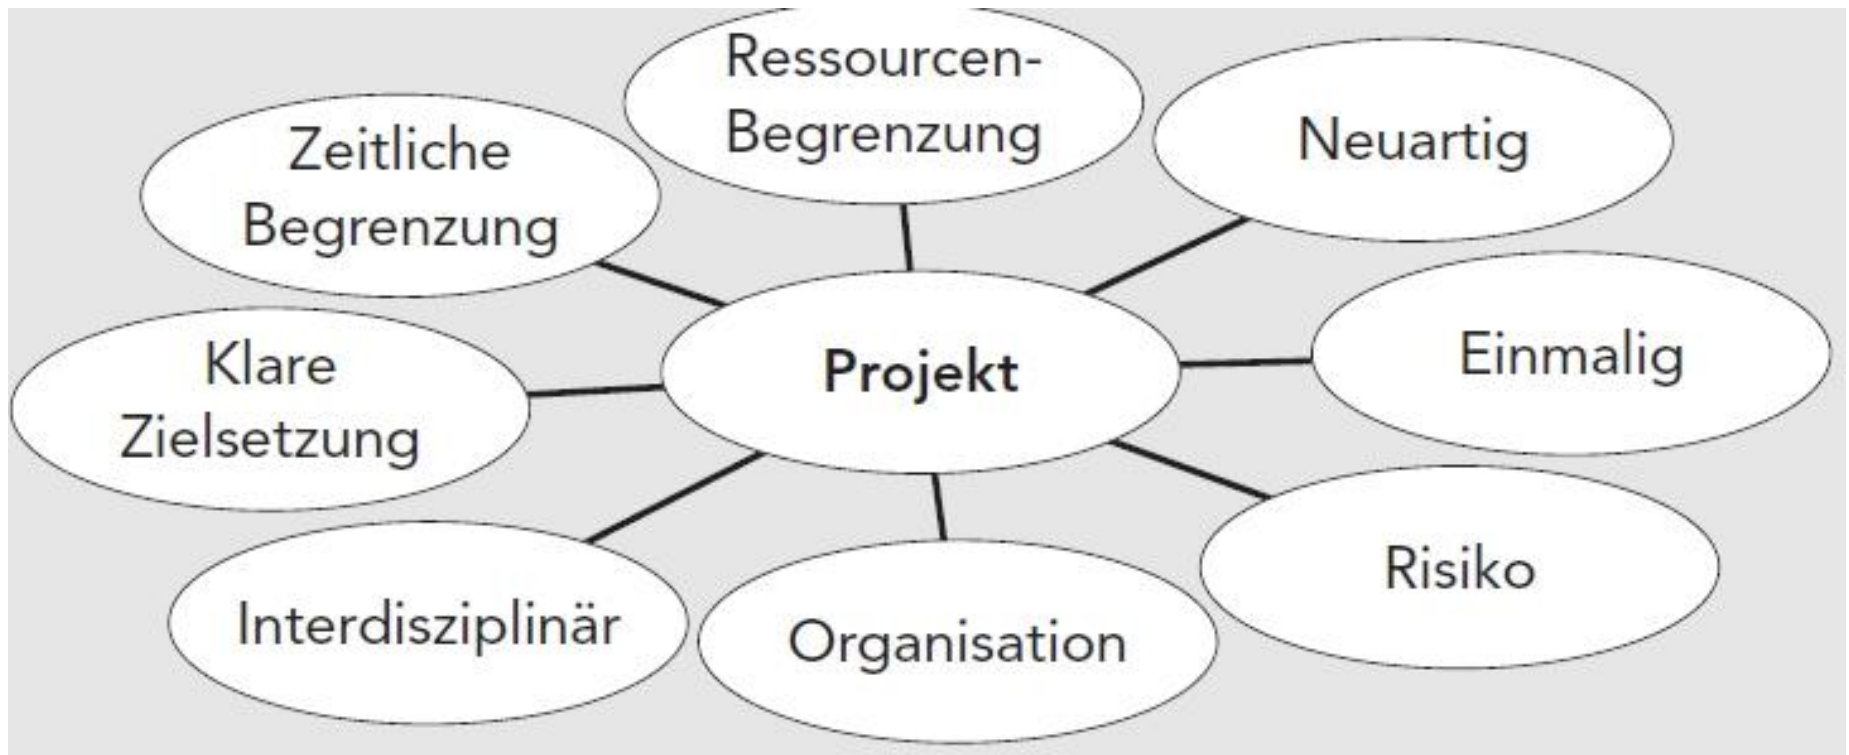 Ressourcen-
Begrenzung
Neuartig
Zeitliche
Begrenzung
Projekt
Einmalig
Klare
Zielsetzung
Risiko
Interdisziplinär
Organisation